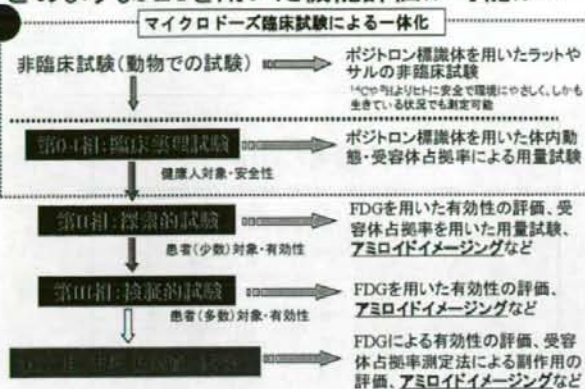 マイクロドーズ臨床試験による一体化
非臨床試験(動物での試験)
ポジトロン標識体を用いたラットや
サルの非臨床試験
¹⁴Cや³Hよりヒトに安全で環境にやさしく、しかも
生きている状況でも測定可能
第0-I相:臨床薬理試験
ポジトロン標識体を用いた体内動
態・受容体占拠率による用量試験
健康人対象・安全性
第II相:探索的試験
FDGを用いた有効性の評価、受
容体占拠率を用いた用量試験、
アミロイドイメージングなど
患者(少数)対象・有効性
第III相:検証的試験
FDGを用いた有効性の評価、
アミロイドイメージングなど
患者(多数)対象・有効性
FDGによる有効性の評価、受容
体占拠率測定法による副作用の
評価、アミロイドイメージングなど